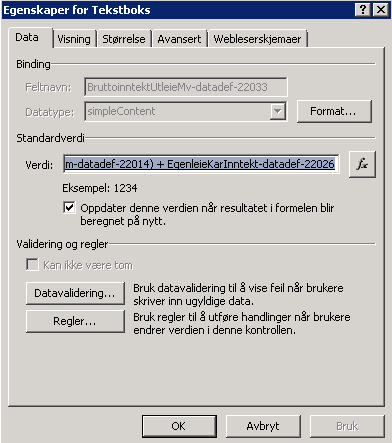 Egenskaper for Tekstboks
Data Visning Størrelse Avansert Webleserskjemaer
Binding
Feltnavn: BruttoinntektUtleieMv-datadef-22033
Datatype: simpleContent Format...
Standardverdi
Verdi: m-datadef-22014) + EgenleieKarInntekt-datadef-22026 fx
Eksempel: 1234
Oppdater denne verdien når resultatet i formelen blir
beregnet på nytt.
Validering og regler
Kan ikke være tom
Datavalidering... Bruk datavalidering til å vise feil når brukere
skriver inn ugyldige data.
Regler... Bruk regler til å utføre handlinger når brukere
endrer verdien i denne kontrollen.
OK Avbryt Bruk